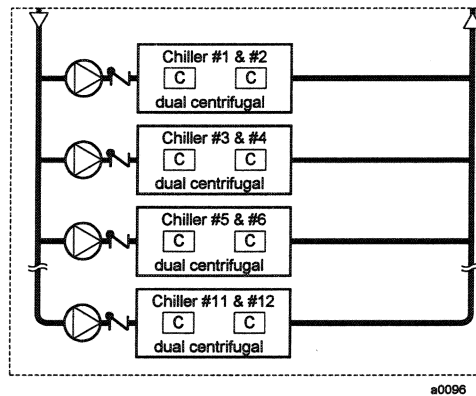 Chiller #1 & #2
C C
dual centrifugal
Chiller #3 & #4
C C
dual centrifugal
Chiller #5 & #6
C C
dual centrifugal
Chiller #11 & #12
C C
dual centrifugal
a0096